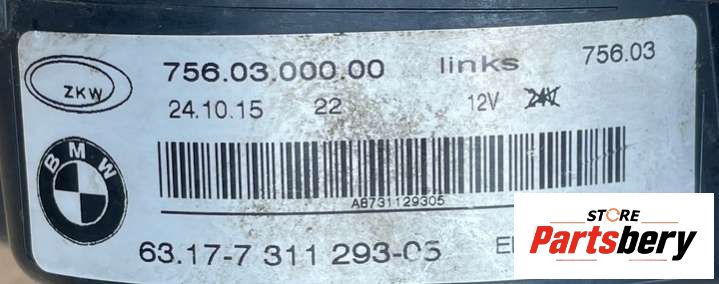 756.03.000.00 links 756.03
ZKW
24.10.15 22 12V 24V
BMW
A8731129305
63.17-7 311 293-05
STORE
Partsbery